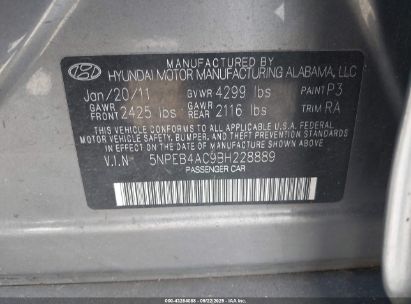 MANUFACTURED BY
HYUNDAI MOTOR MANUFACTURING ALABAMA, LLC
Jan/20/11 GVWR 4299 lbs PAINT P3
GAWR FRONT 2425 lbs GAWR REAR 2116 lbs TRIM RA
THIS VEHICLE CONFORMS TO ALL APPLICABLE U.S. FEDERAL
MOTOR VEHICLE SAFETY, BUMPER, AND THEFT PREVENTION STANDARDS
IN EFFECT ON THE DATE OF MANUFACTURE SHOWN ABOVE.
V.I.N 5NPEB4AC9BH228889
PASSENGER CAR